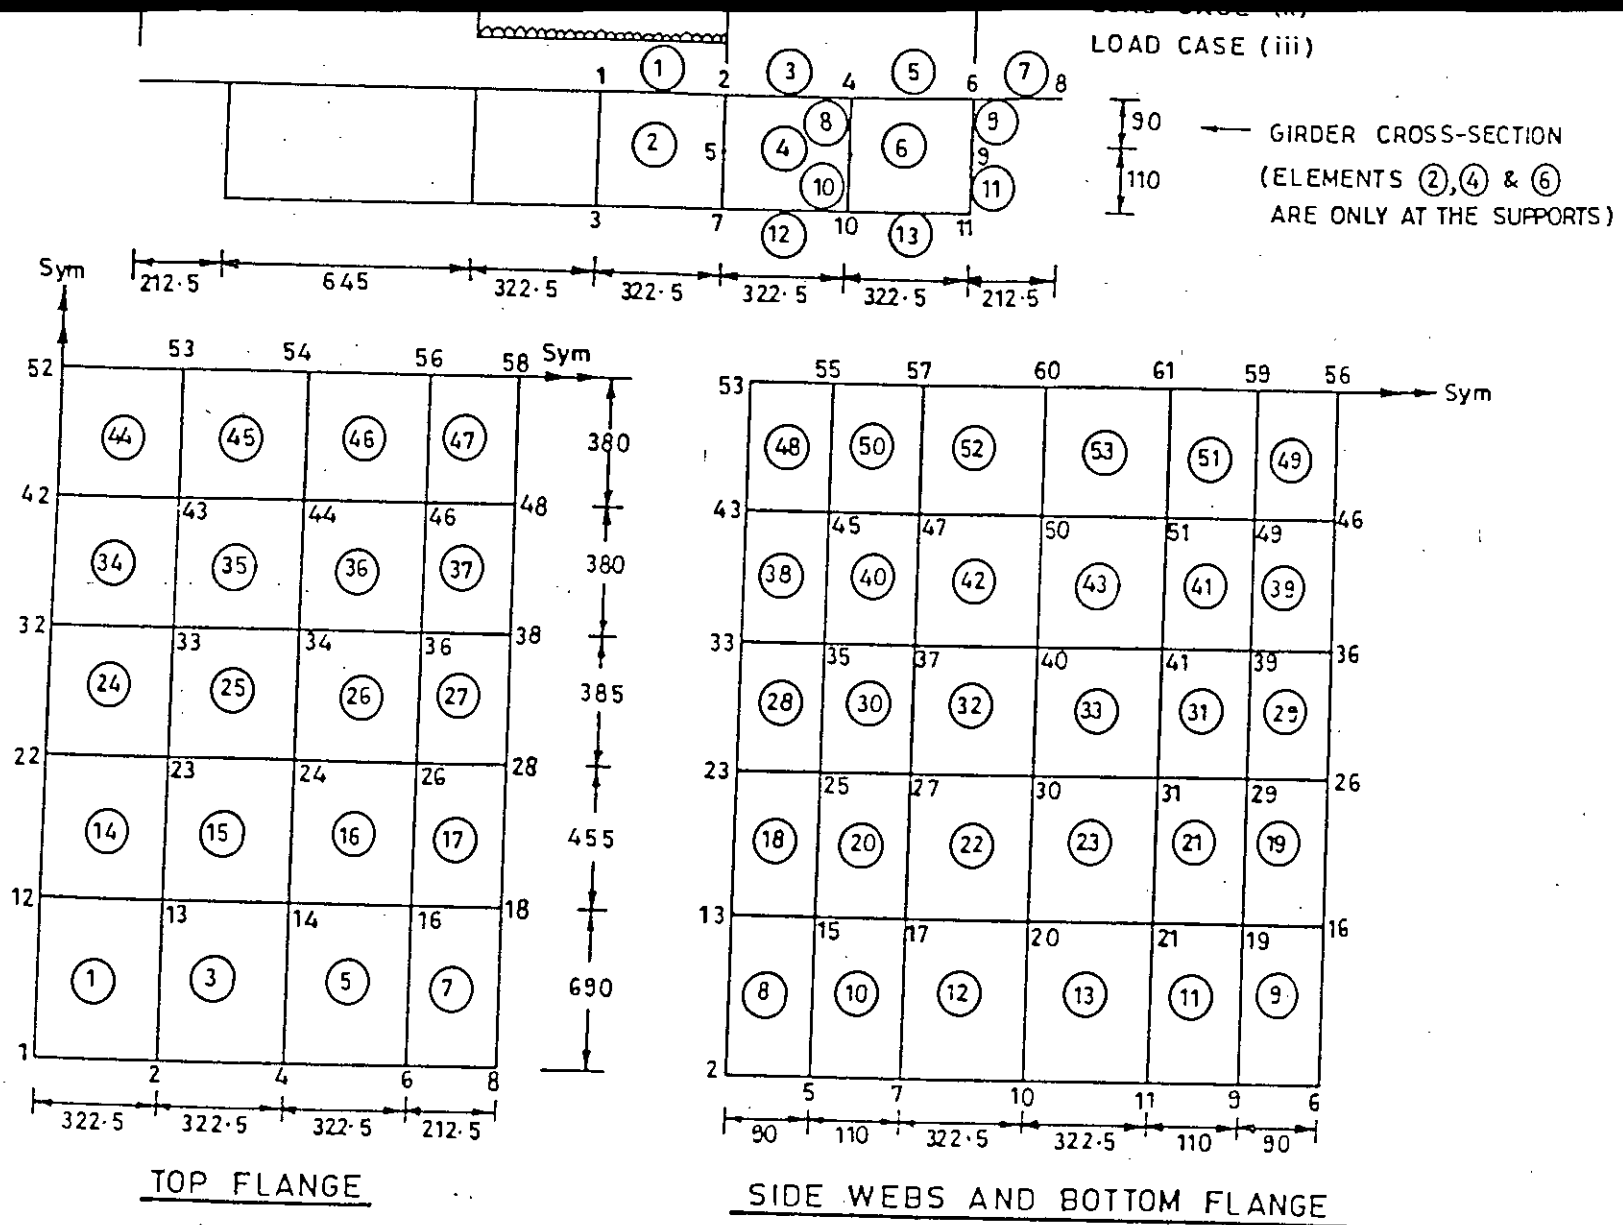 LOAD CASE (iii)
1 1 2 3 4 5 6 7 8
90 GIRDER CROSS-SECTION
8 9
2 5 4 6 9
110 (ELEMENTS 2,4 & 6
10 11
ARE ONLY AT THE SUPPORTS)
3 7 12 10 13 11
Sym
212·5 645 322·5 322·5 322·5 322·5 212·5
52 53 54 56 58 Sym
44 45 46 47 380
42 43 44 46 48
34 35 36 37 380
32 33 34 36 38
24 25 26 27 385
22 23 24 26 28
14 15 16 17 455
12 13 14 16 18
1 3 5 7 690
1 2 4 6 8
322·5 322·5 322·5 212·5
TOP FLANGE
53 55 57 60 61 59 56 Sym
48 50 52 53 51 49
43 45 47 50 51 49 46
38 40 42 43 41 39
33 35 37 40 41 39 36
28 30 32 33 31 29
23 25 27 30 31 29 26
18 20 22 23 21 19
13 15 17 20 21 19 16
8 10 12 13 11 9
2 5 7 10 11 9 6
90 110 322·5 322·5 110 90
SIDE WEBS AND BOTTOM FLANGE